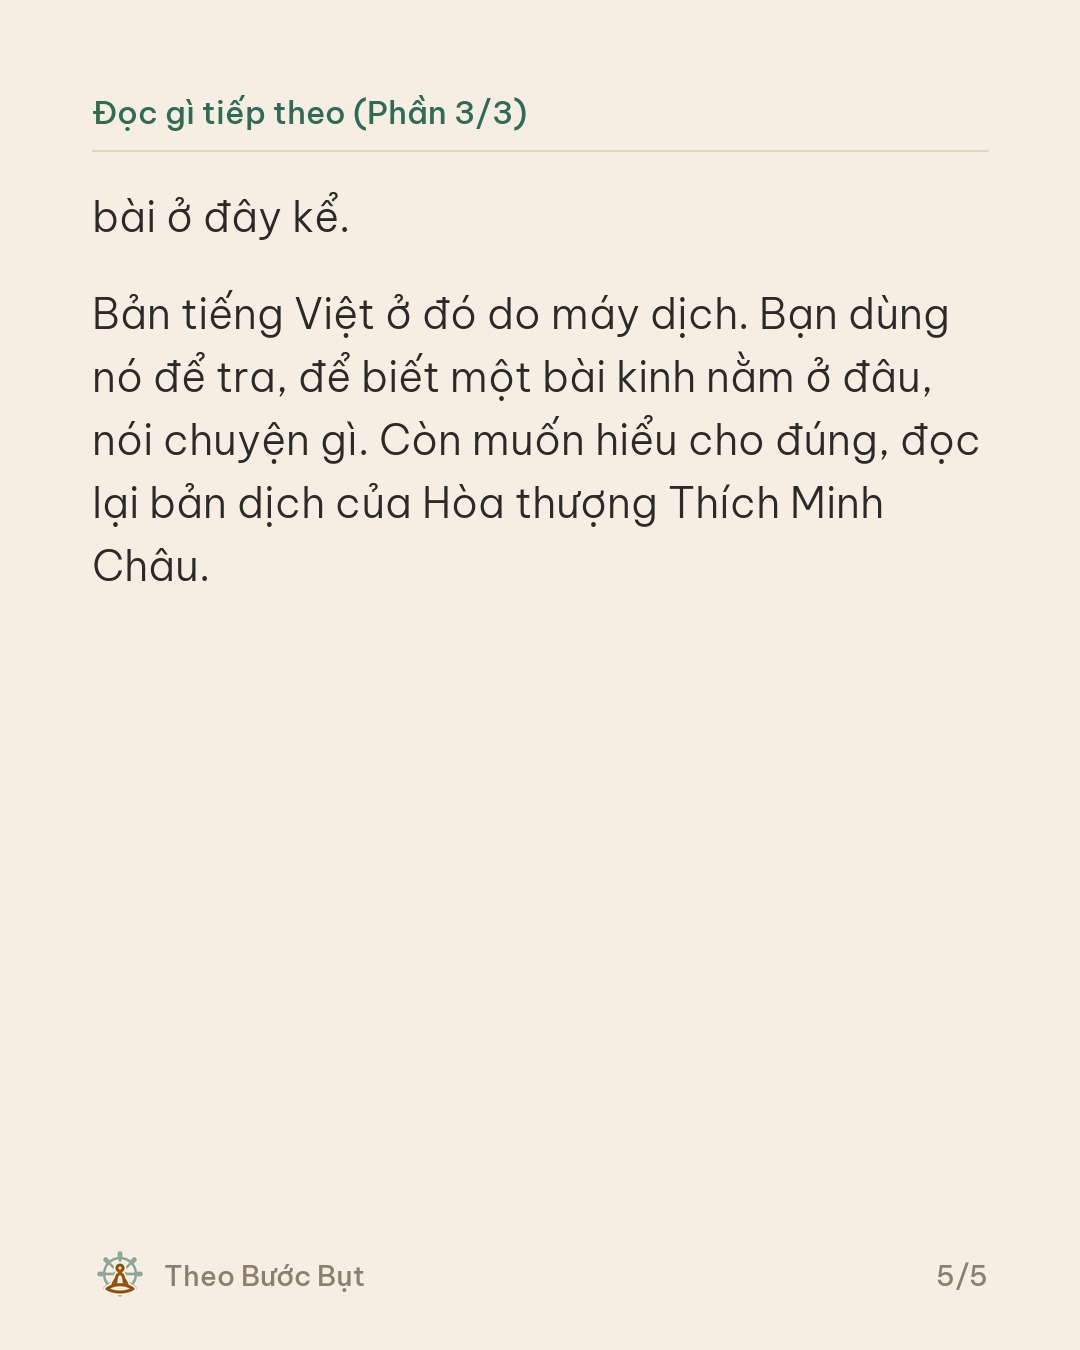 Đọc gì tiếp theo (Phần 3/3)
bài ở đây kể.
Bản tiếng Việt ở đó do máy dịch. Bạn dùng
nó để tra, để biết một bài kinh nằm ở đâu,
nói chuyện gì. Còn muốn hiểu cho đúng, đọc
lại bản dịch của Hòa thượng Thích Minh
Châu.
Theo Bước Bụt
5/5